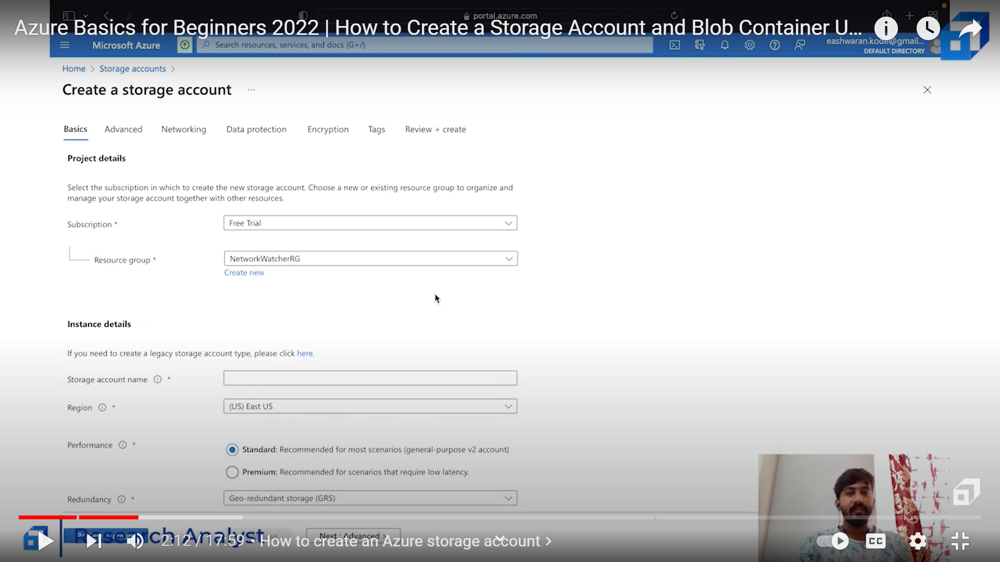 portal.azure.com
Azure Basics for Beginners 2022 | How to Create a Storage Account and Blob Container U...
Microsoft Azure
Search resources, services, and docs (G+/)
eashwaran.kode@gmail...
DEFAULT DIRECTORY
Home > Storage accounts >
Create a storage account ...
Basics Advanced Networking Data protection Encryption Tags Review + create
Project details
Select the subscription in which to create the new storage account. Choose a new or existing resource group to organize and
manage your storage account together with other resources.
Subscription * Free Trial
Resource group * NetworkWatcherRG
Create new
Instance details
If you need to create a legacy storage account type, please click here.
Storage account name *
Region * (US) East US
Performance * Standard: Recommended for most scenarios (general-purpose v2 account)
Premium: Recommended for scenarios that require low latency.
Redundancy * Geo-redundant storage (GRS)
Research Analyst
Next : Advanced >
2:12 / 17:59 • How to create an Azure storage account >
CC